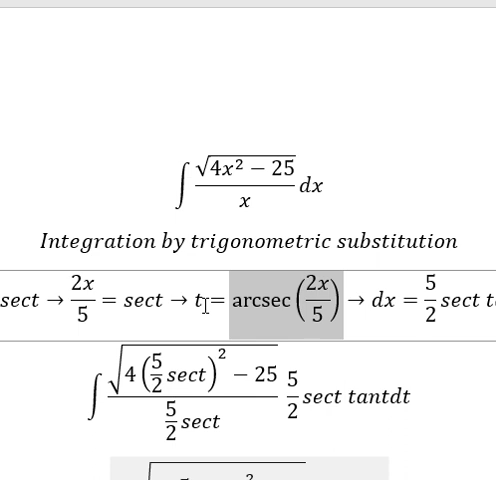 ∫ √(4x² − 25) / x dx
Integration by trigonometric substitution
sect → 2x/5 = sect → t = arcsec(2x/5) → dx = 5/2 sect t
∫ √(4(5/2 sect)² − 25) / (5/2 sect) 5/2 sect tantdt